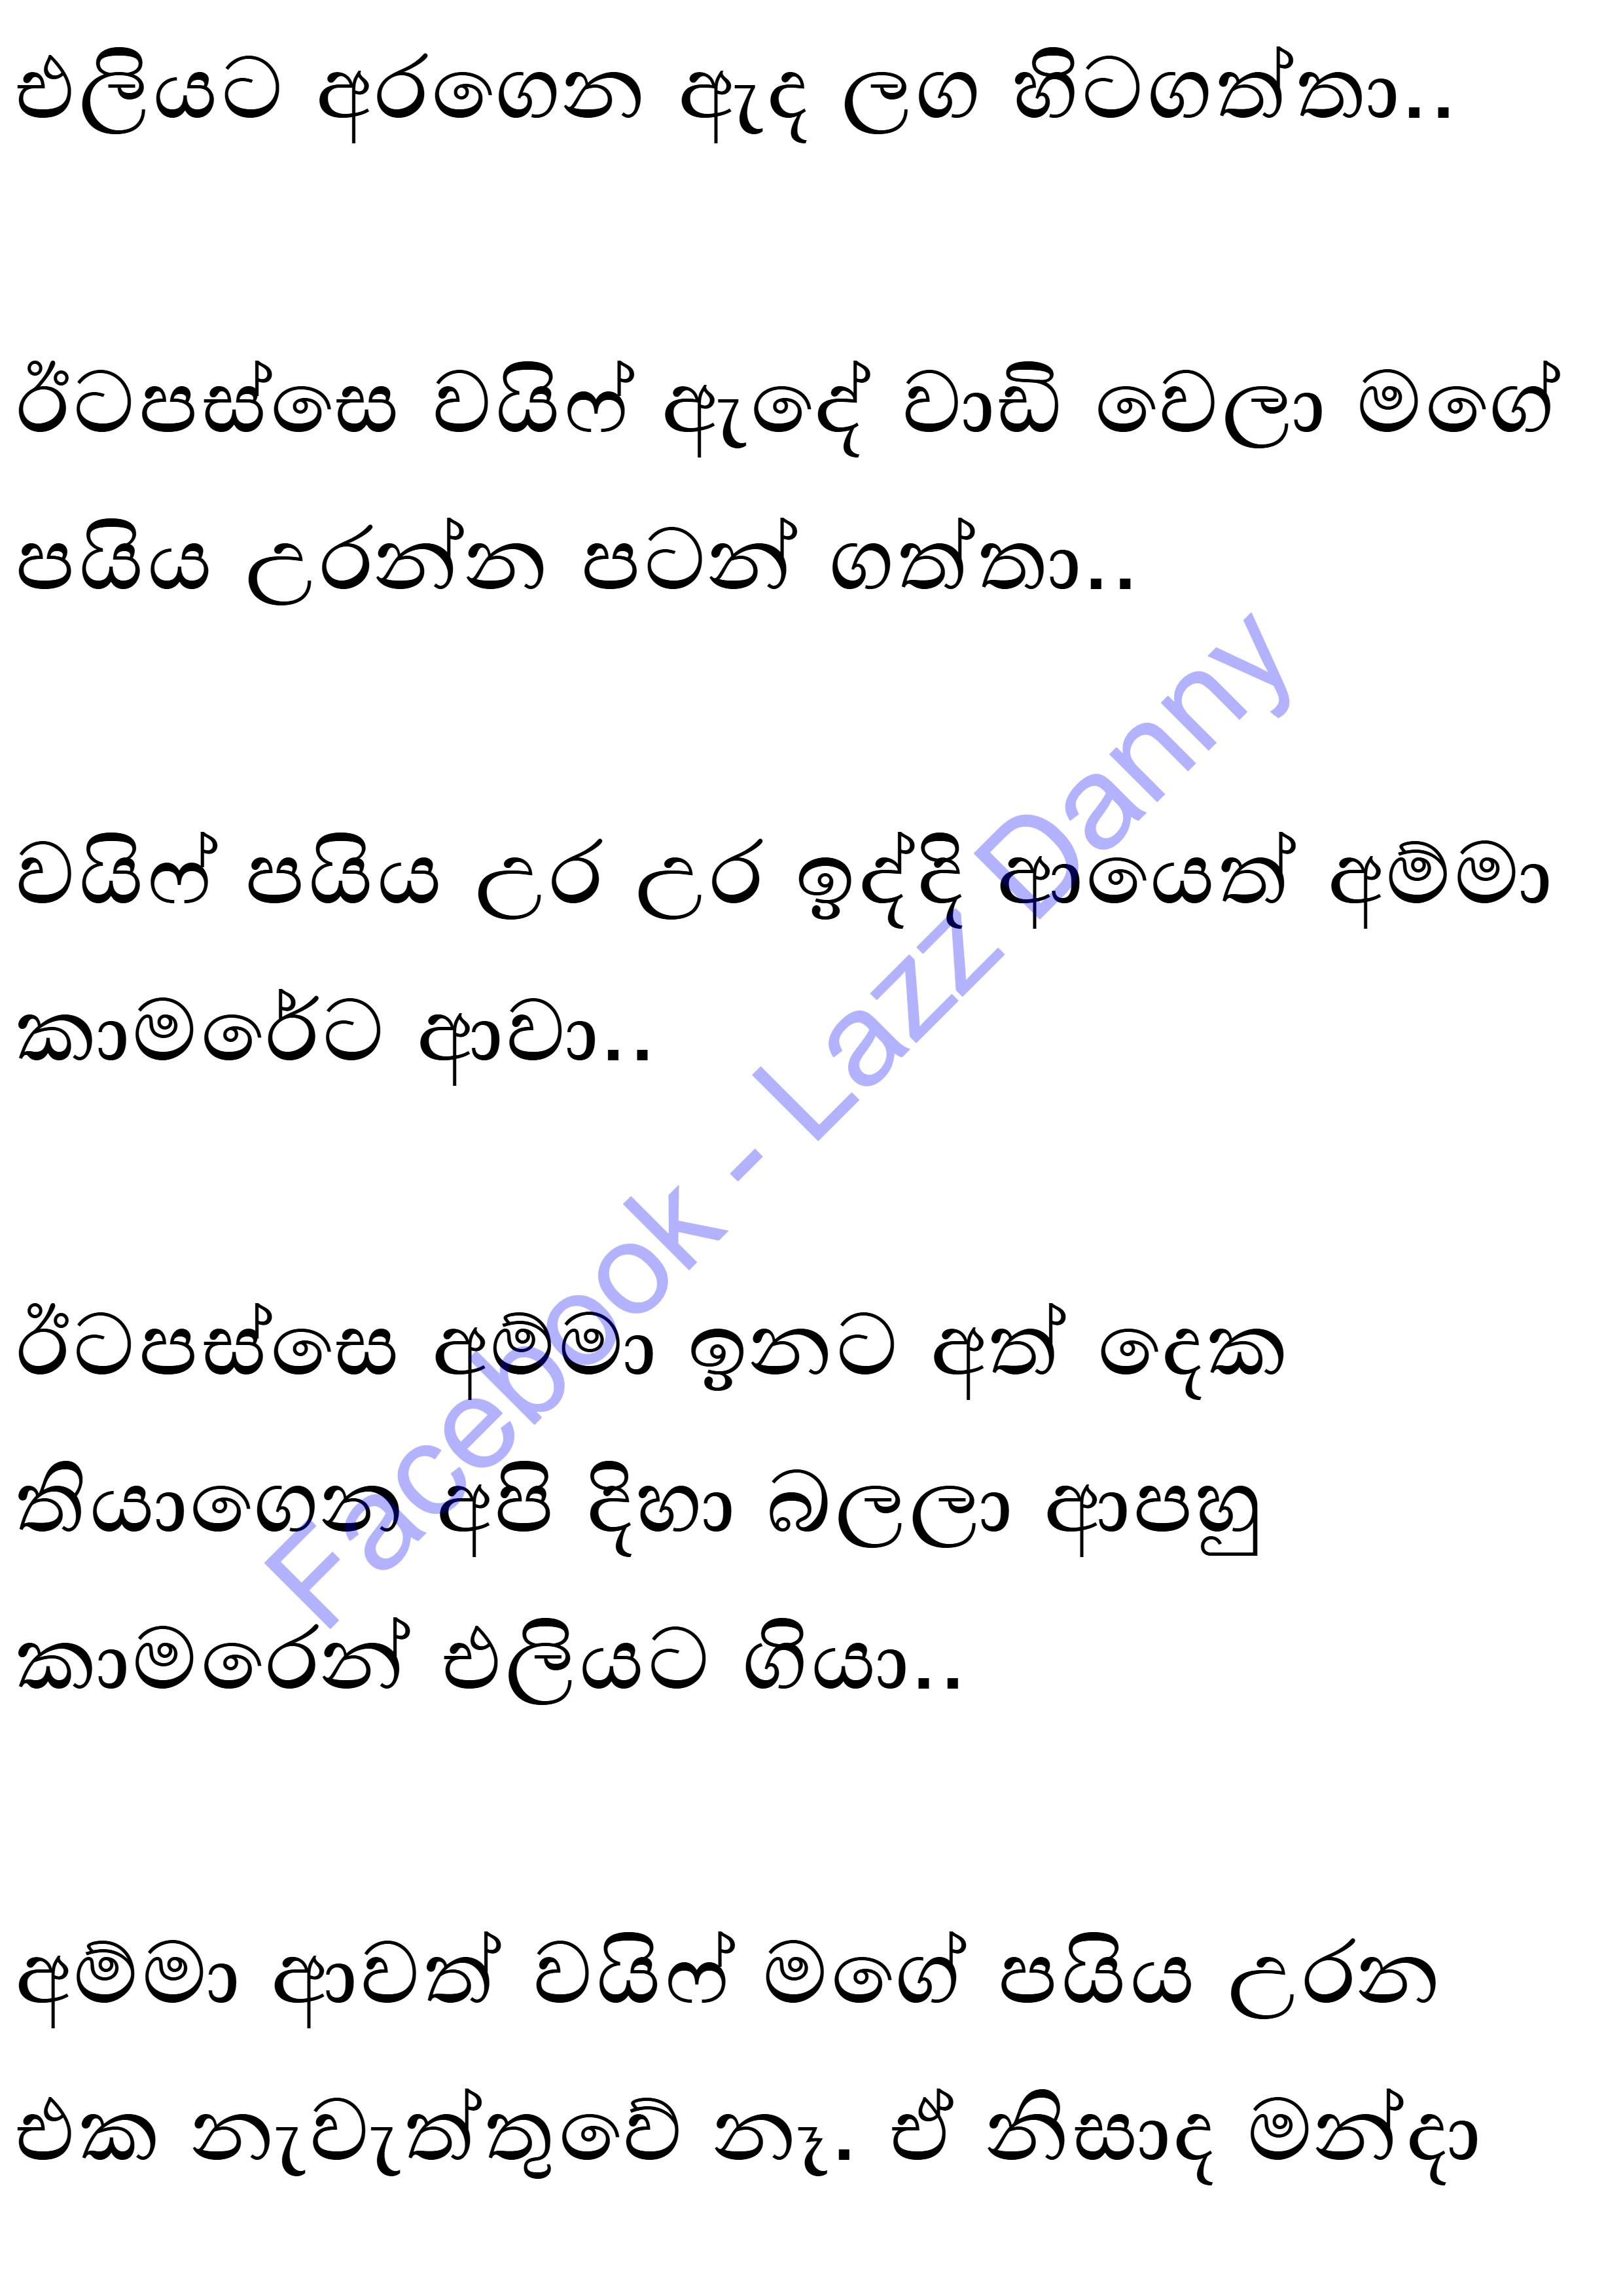 එලියට අරගෙන ඇද ලග හිටගත්තා..
ඊටපස්සෙ වයිෆ් ඇදේ වාඩි වෙලා මගේ
පයිය උරන්න පටන් ගත්තා..
වයිෆ් පයිය උර උර ඉද්දි ආයෙත් අම්මා
කාමරේට ආවා..
ඊටපස්සෙ අම්මා ඉනට අත් දෙක
තියාගෙන අපි දිහා බලලා ආපහු
කාමරෙන් එලියට ගියා..
අම්මා ආවත් වයිෆ් මගේ පයිය උරන
එක නැවැත්තුවේ නෑ. ඒ නිසාද මන්දා
Facebook - Lazz Danny